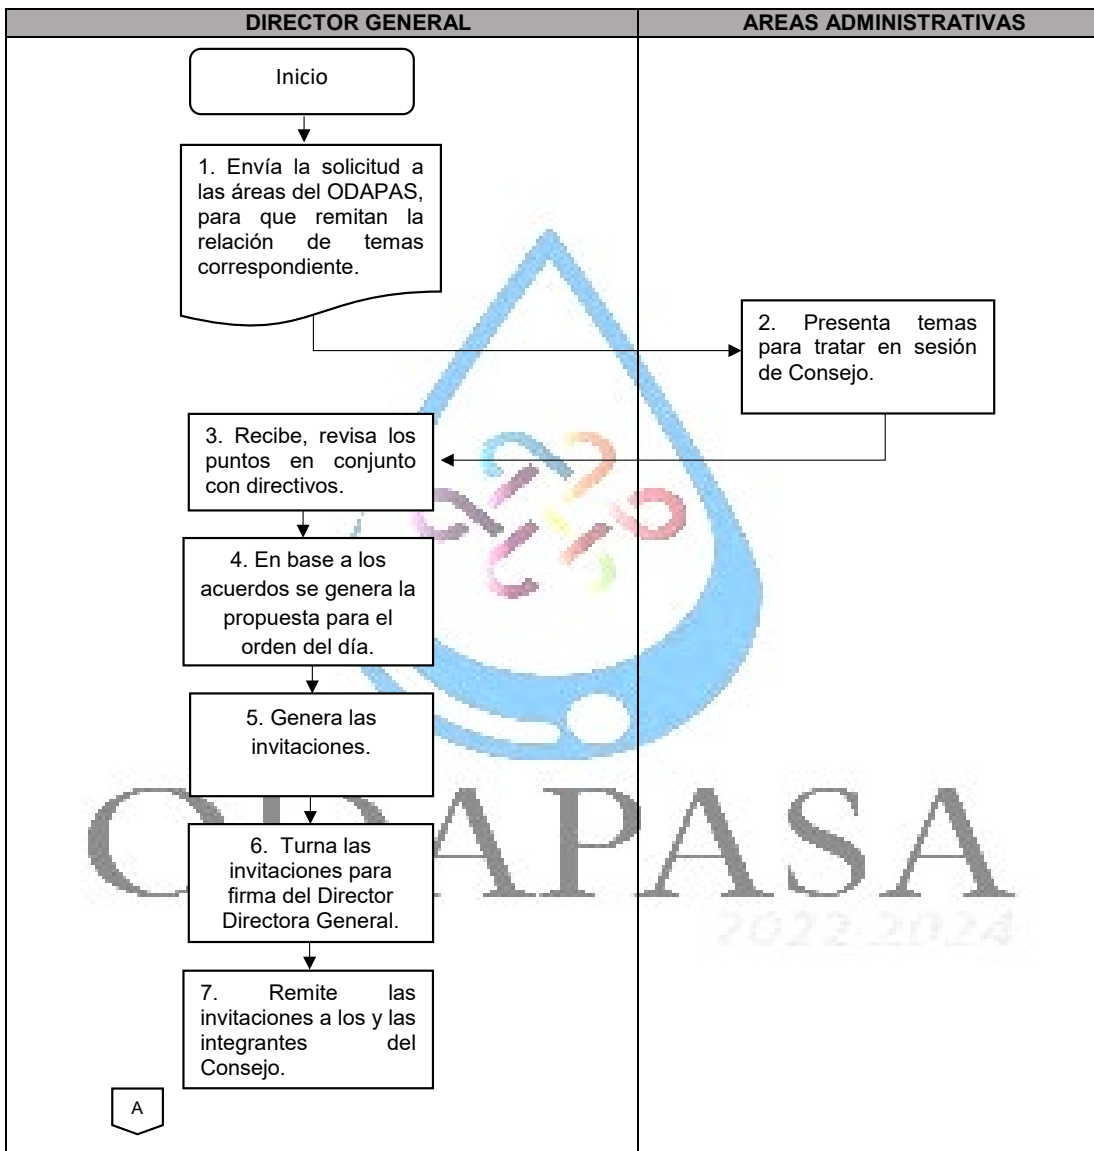 DIRECTOR GENERAL
AREAS ADMINISTRATIVAS
Inicio
1. Envía la solicitud a
las áreas del ODAPAS,
para que remitan la
relación de temas
correspondiente.
2. Presenta temas
para tratar en sesión
de Consejo.
3. Recibe, revisa los
puntos en conjunto
con directivos.
4. En base a los
acuerdos se genera la
propuesta para el
orden del día.
5. Genera las
invitaciones.
6. Turna las
invitaciones para
firma del Director
Directora General.
7. Remite las
invitaciones a los y las
integrantes del
Consejo.
A
ODAPASA
2022-2024